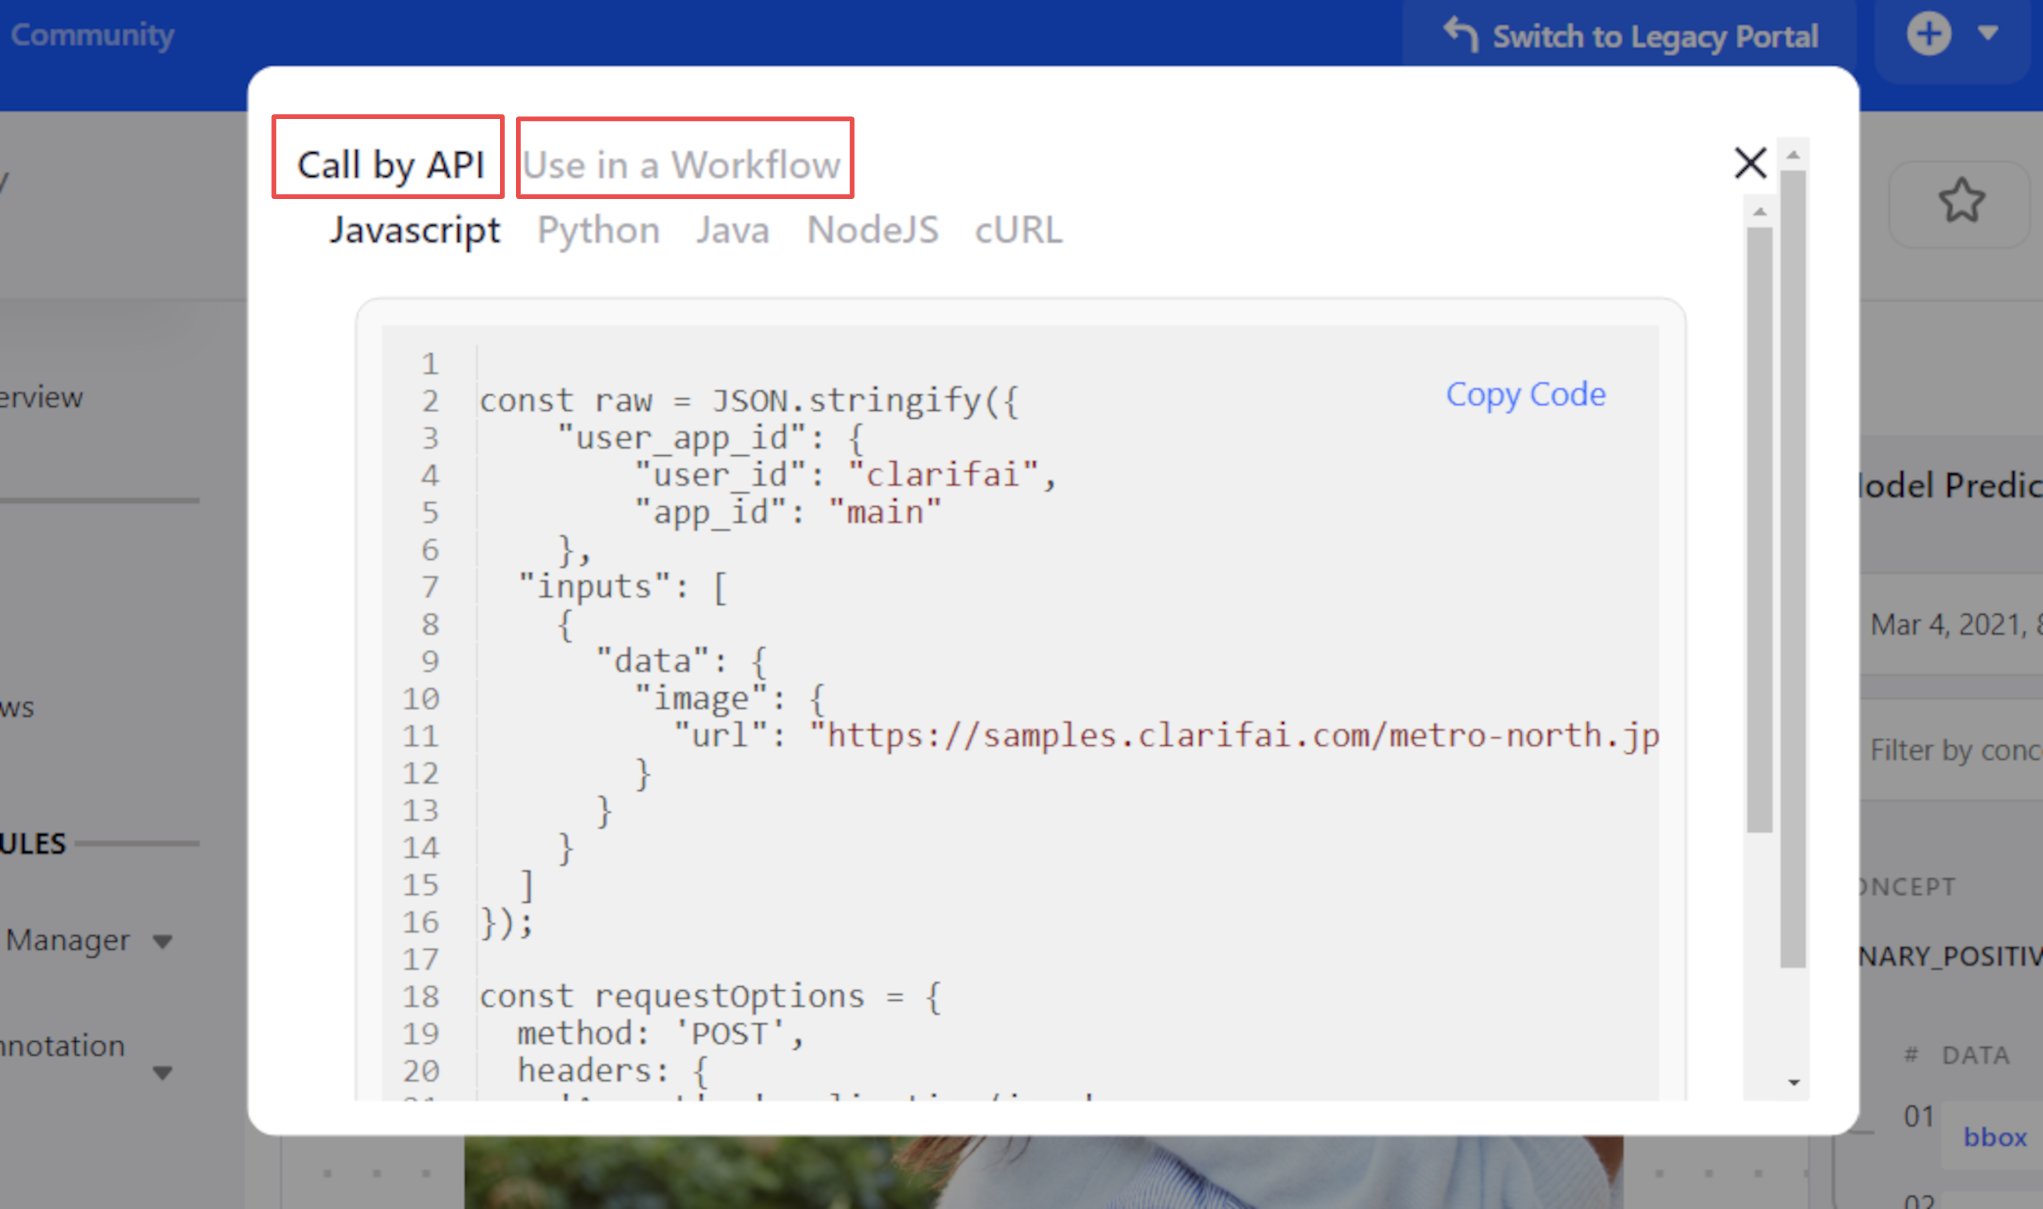 Community
Switch to Legacy Portal
Call by API
Use in a Workflow
Javascript Python Java NodeJS cURL
Copy Code
1
2 const raw = JSON.stringify({
3 "user_app_id": {
4 "user_id": "clarifai",
5 "app_id": "main"
6 },
7 "inputs": [
8 {
9 "data": {
10 "image": {
11 "url": "https://samples.clarifai.com/metro-north.jp
12 }
13 }
14 }
15 ]
16 });
17
18 const requestOptions = {
19 method: 'POST',
20 headers: {
erview
ws
ULES
Manager
nnotation
odel Predic
Mar 4, 2021,
Filter by conc
ONCEPT
NARY_POSITIV
# DATA
01 bbox
02